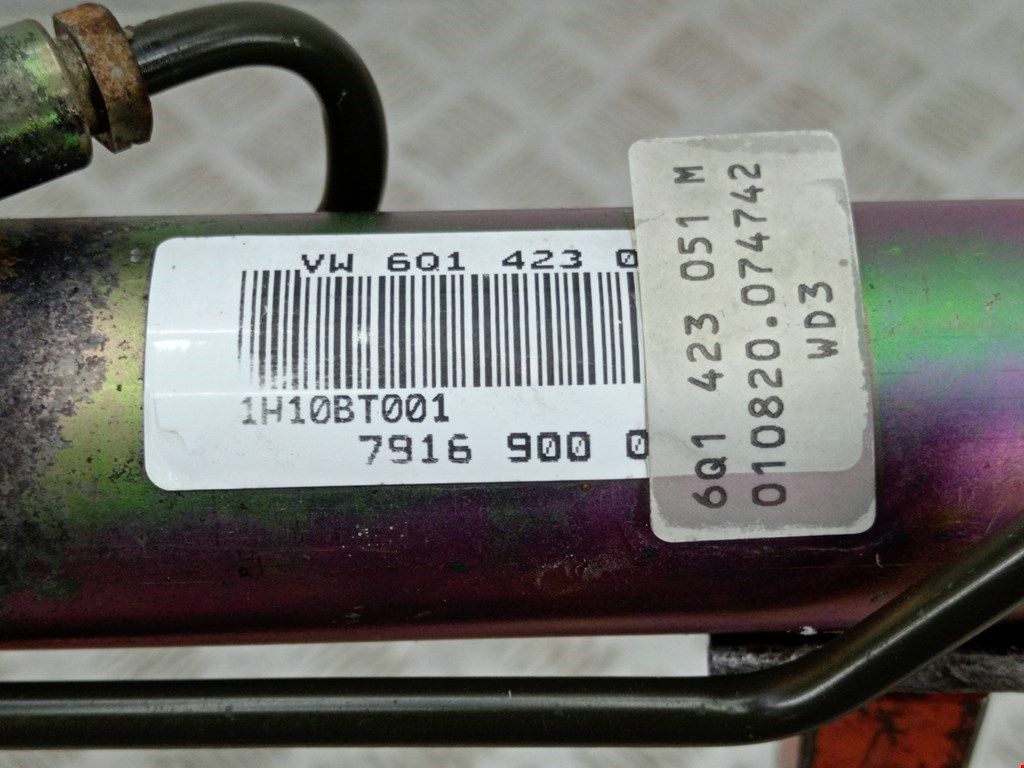 VW 6Q1 423 0
1H10BT001
7916 900 0
6Q1 423 051 M
010820.074742
WD3